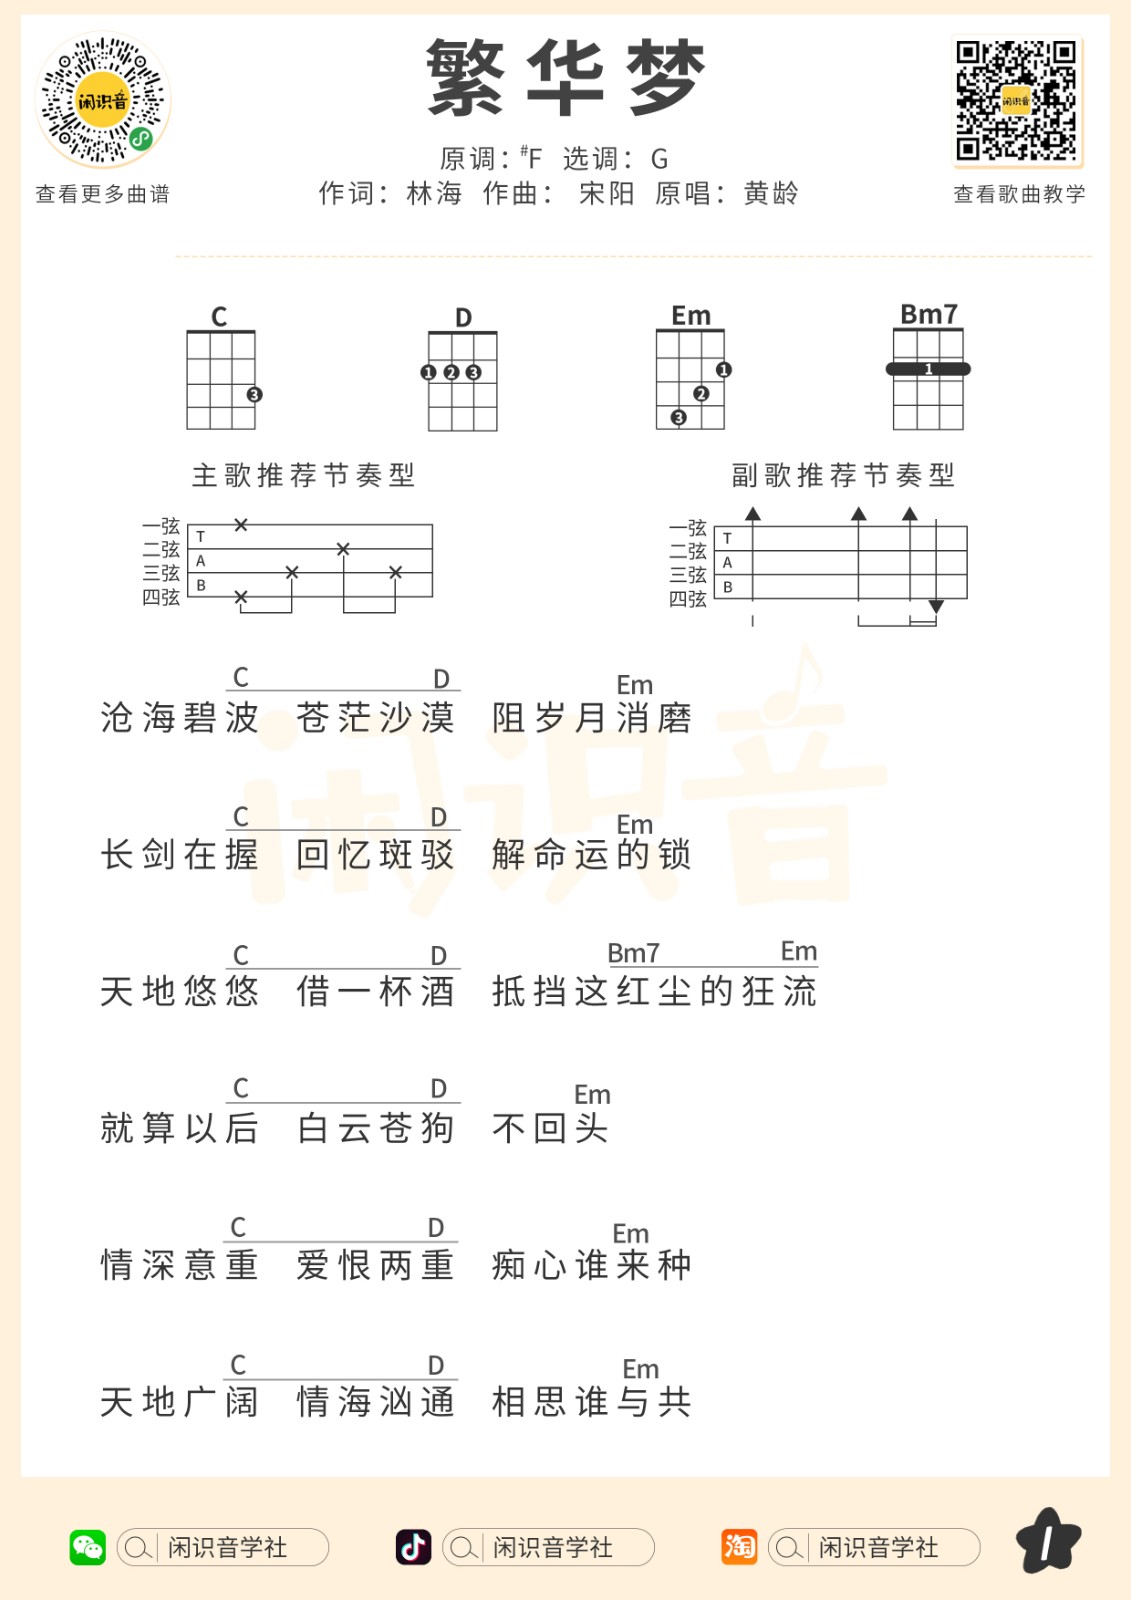 闲识音
查看更多曲谱
繁华梦
原调：#F 选调：G
作词：林海 作曲： 宋阳 原唱：黄龄
闲识音
查看歌曲教学
C D Em Bm7
3
1 2 3
1
2
3
1
主歌推荐节奏型 副歌推荐节奏型
一弦
二弦
三弦
四弦
T
A
B
一弦
二弦
三弦
四弦
T
A
B
C D Em
沧海碧波 苍茫沙漠 阻岁月消磨
C D Em
长剑在握 回忆斑驳 解命运的锁
C D Bm7 Em
天地悠悠 借一杯酒 抵挡这红尘的狂流
C D Em
就算以后 白云苍狗 不回头
C D Em
情深意重 爱恨两重 痴心谁来种
C D Em
天地广阔 情海汹通 相思谁与共
闲识音
闲识音学社 闲识音学社 淘 闲识音学社 1